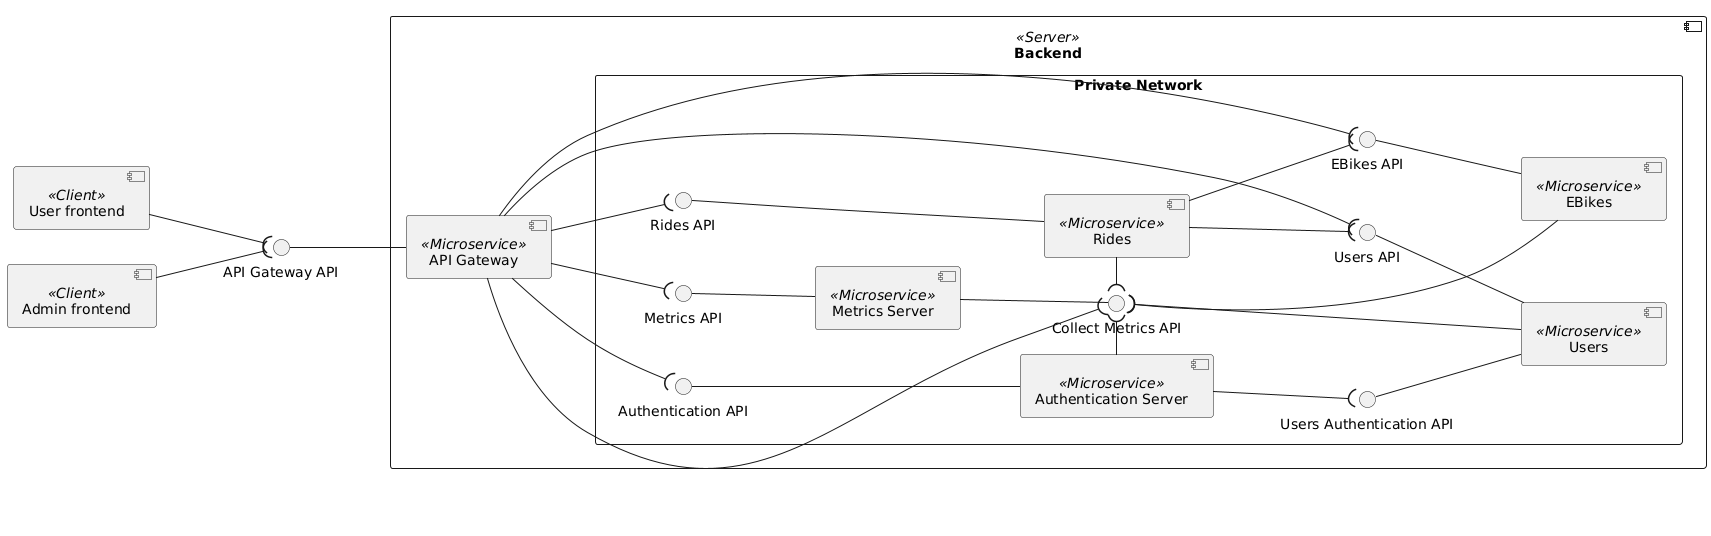 «Server»
Backend
Private Network
EBikes API
«Client»
User frontend
«Microservice»
EBikes
«Microservice»
API Gateway
Rides API
«Microservice»
Rides
Users API
API Gateway API
«Client»
Admin frontend
Metrics API
«Microservice»
Metrics Server
Collect Metrics API
«Microservice»
Users
Authentication API
«Microservice»
Authentication Server
Users Authentication API